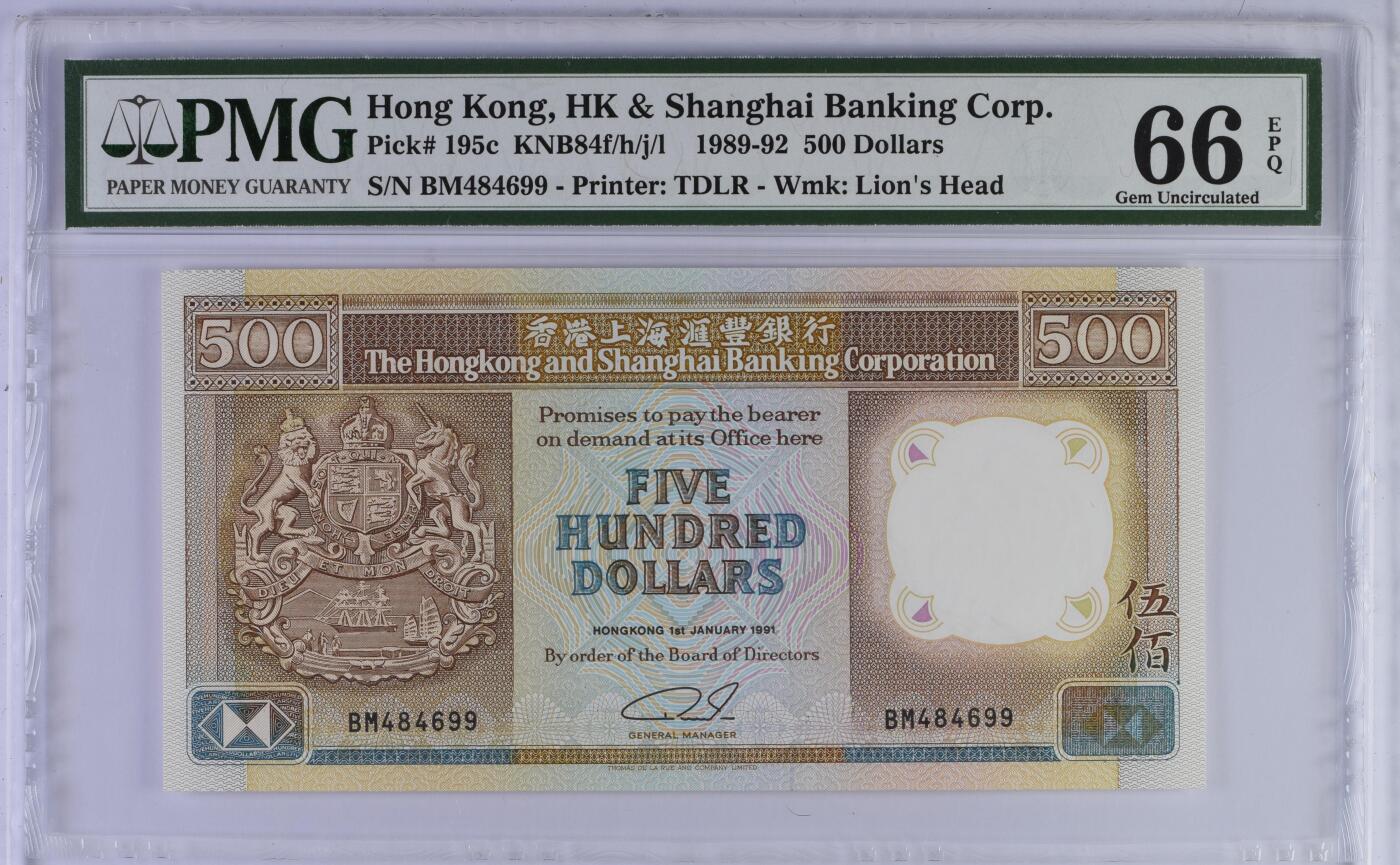 PMG
PAPER MONEY GUARANTY
Hong Kong, HK & Shanghai Banking Corp.
Pick# 195c KNB84f/h/j/l 1989-92 500 Dollars
S/N BM484699 - Printer: TDLR - Wmk: Lion's Head
66
EPQ
Gem Uncirculated
500
香港上海滙豐銀行
500
The Hongkong and Shanghai Banking Corporation
Promises to pay the bearer
on demand at its Office here
FIVE
HUNDRED
DOLLARS
DIEU ET MON DROIT
HONGKONG 1st JANUARY 1991
By order of the Board of Directors
伍佰
BM484699
BM484699
GENERAL MANAGER
THOMAS DE LA RUE AND COMPANY LIMITED